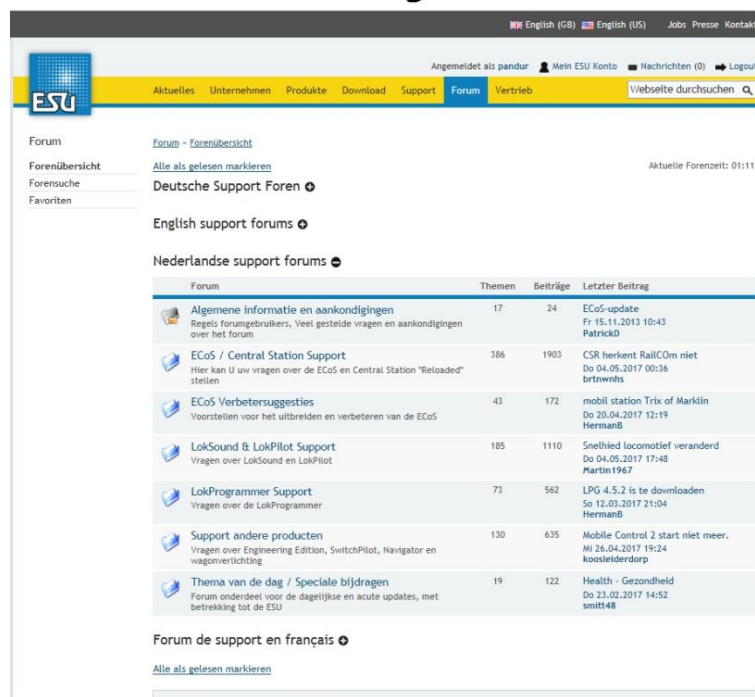 English (GB) English (US) Jobs Presse Kontakt
Angemeldet als pandur Mein ESU Konto Nachrichten (0) Logout
ESU
Aktuelles Unternehmen Produkte Download Support Forum Vertrieb Webseite durchsuchen
Forum
Forenübersicht
Forensuche
Favoriten
Forum - Forenübersicht
Alle als gelesen markieren Aktuelle Forenzeit: 01:11
Deutsche Support Foren
English support forums
Nederlandse support forums
Forum Themen Beiträge Letzter Beitrag
Algemene informatie en aankondigingen 17 24 ECoS-update
Regels forumgebruikers, Veel gestelde vragen en aankondigingen Fr 15.11.2013 10:43
over het forum PatrickD
ECoS / Central Station Support 386 1903 CSR herkent RailCOm niet
Hier kan U uw vragen over de ECoS en Central Station "Reloaded" Do 04.05.2017 00:36
stellen brtnwnhs
ECoS Verbetersuggesties 43 172 mobil station Trix of Marklin
Voorstellen voor het uitbreiden en verbeteren van de ECoS Do 20.04.2017 12:19
HermanB
LokSound & LokPilot Support 185 1110 Snelhied locomotief veranderd
Vragen over LokSound en LokPilot Do 04.05.2017 17:48
Martin1967
LokProgrammer Support 73 562 LPG 4.5.2 is te downloaden
Vragen over de LokProgrammer So 12.03.2017 21:04
HermanB
Support andere producten 130 635 Mobile Control 2 start niet meer.
Vragen over Engineering Edition, SwitchPilot, Navigator en Mi 26.04.2017 19:24
wagonverlichting koosleiderdorp
Thema van de dag / Speciale bijdragen 19 122 Health - Gezondheid
Forum onderdeel voor de dagelijkse en acute updates, met Do 23.02.2017 14:52
betrekking tot de ESU smitt48
Forum de support en français
Alle als gelesen markieren